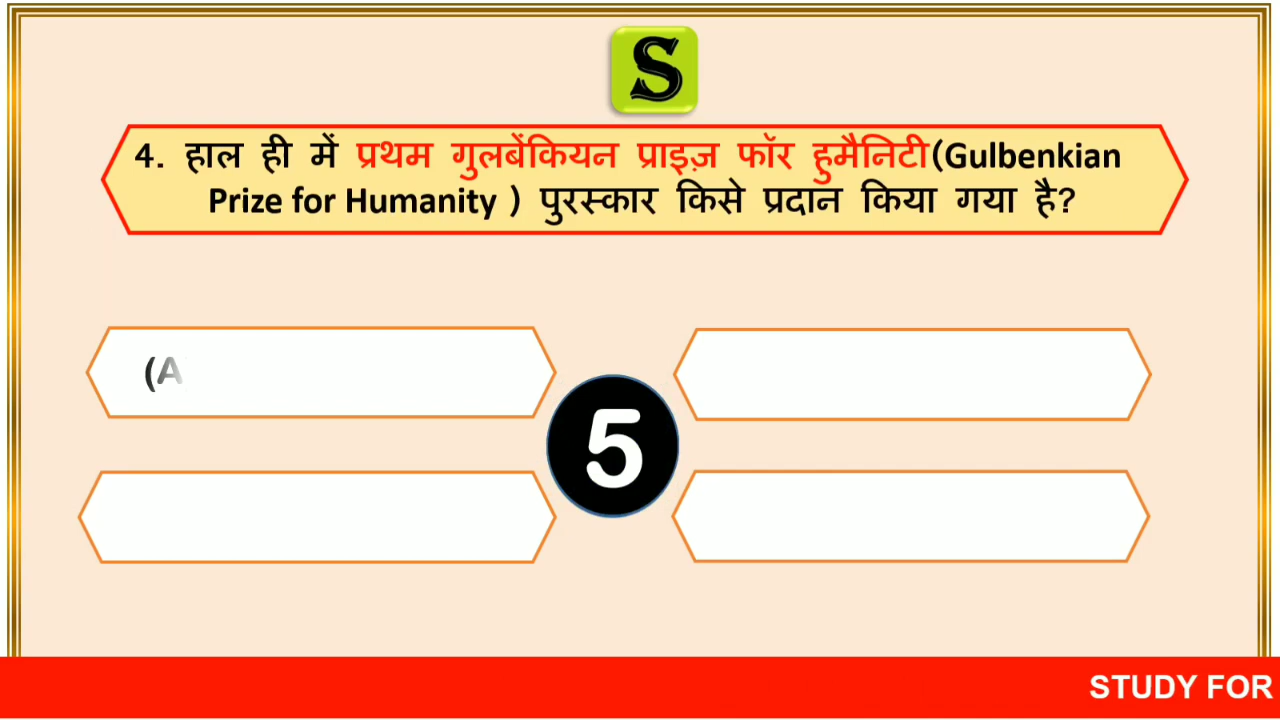 S
4. हाल ही में प्रथम गुलबेंकियन प्राइज़ फॉर हुमैनिटी(Gulbenkian
Prize for Humanity ) पुरस्कार किसे प्रदान किया गया है?
(A
5
STUDY FOR